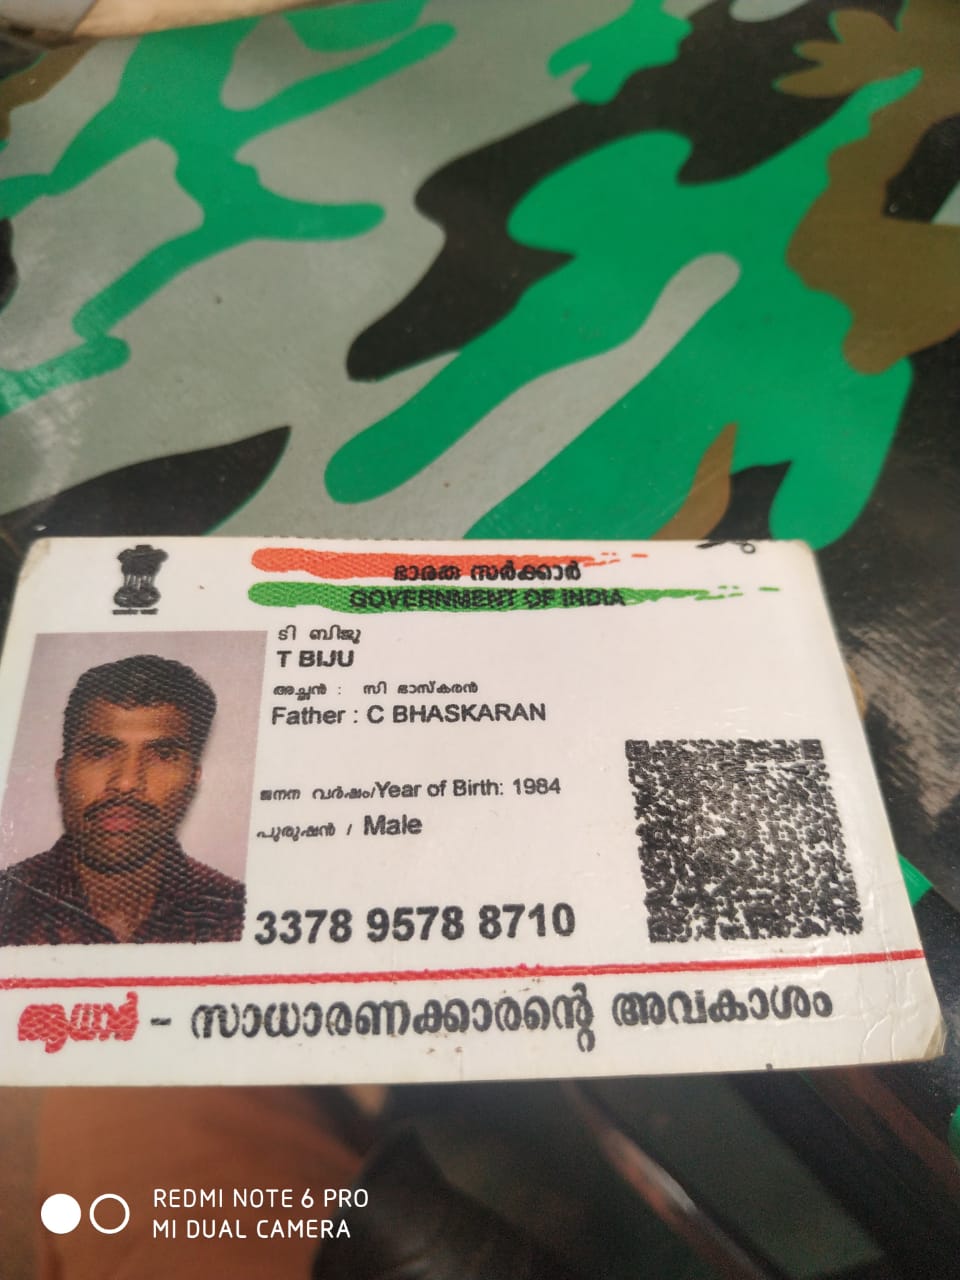 ഭാരത സർക്കാർ
GOVERNMENT OF INDIA
ടി ബിജു
T BIJU
അച്ഛൻ : സി ഭാസ്കരൻ
Father : C BHASKARAN
ജനന വർഷം/Year of Birth: 1984
പുരുഷൻ / Male
3378 9578 8710
ആധാർ - സാധാരണക്കാരന്റെ അവകാശം
REDMI NOTE 6 PRO
MI DUAL CAMERA